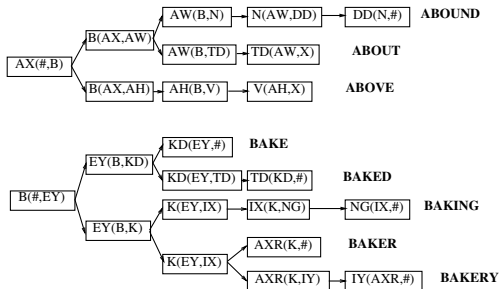 AW(B,N) N(AW,DD) DD(N,#) ABOUND
B(AX,AW)
AW(B,TD) TD(AW,X) ABOUT
AX(#,B)
B(AX,AH) AH(B,V) V(AH,X) ABOVE
KD(EY,#) BAKE
EY(B,KD)
KD(EY,TD) TD(KD,#) BAKED
B(#,EY)
K(EY,IX) IX(K,NG) NG(IX,#) BAKING
EY(B,K)
AXR(K,#) BAKER
K(EY,IX)
AXR(K,IY) IY(AXR,#) BAKERY